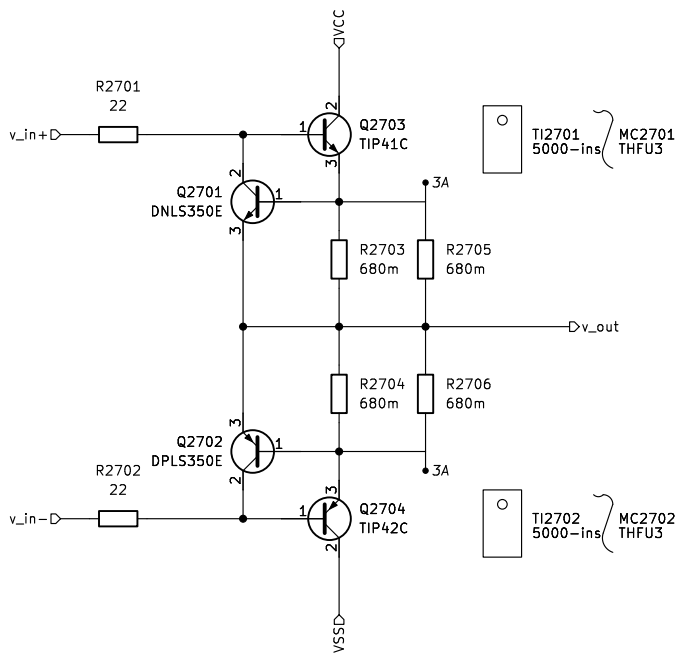 VCC
R2701
22
v_in+
2
1
Q2703
TIP41C
3
TI2701
5000-ins
MC2701
THFU3
2
Q2701
DNLS350E
1
3
3A
R2703
680m
R2705
680m
v_out
R2704
680m
R2706
680m
3
Q2702
DPLS350E
1
2
3A
R2702
22
v_in-
3
1
Q2704
TIP42C
2
TI2702
5000-ins
MC2702
THFU3
VSS